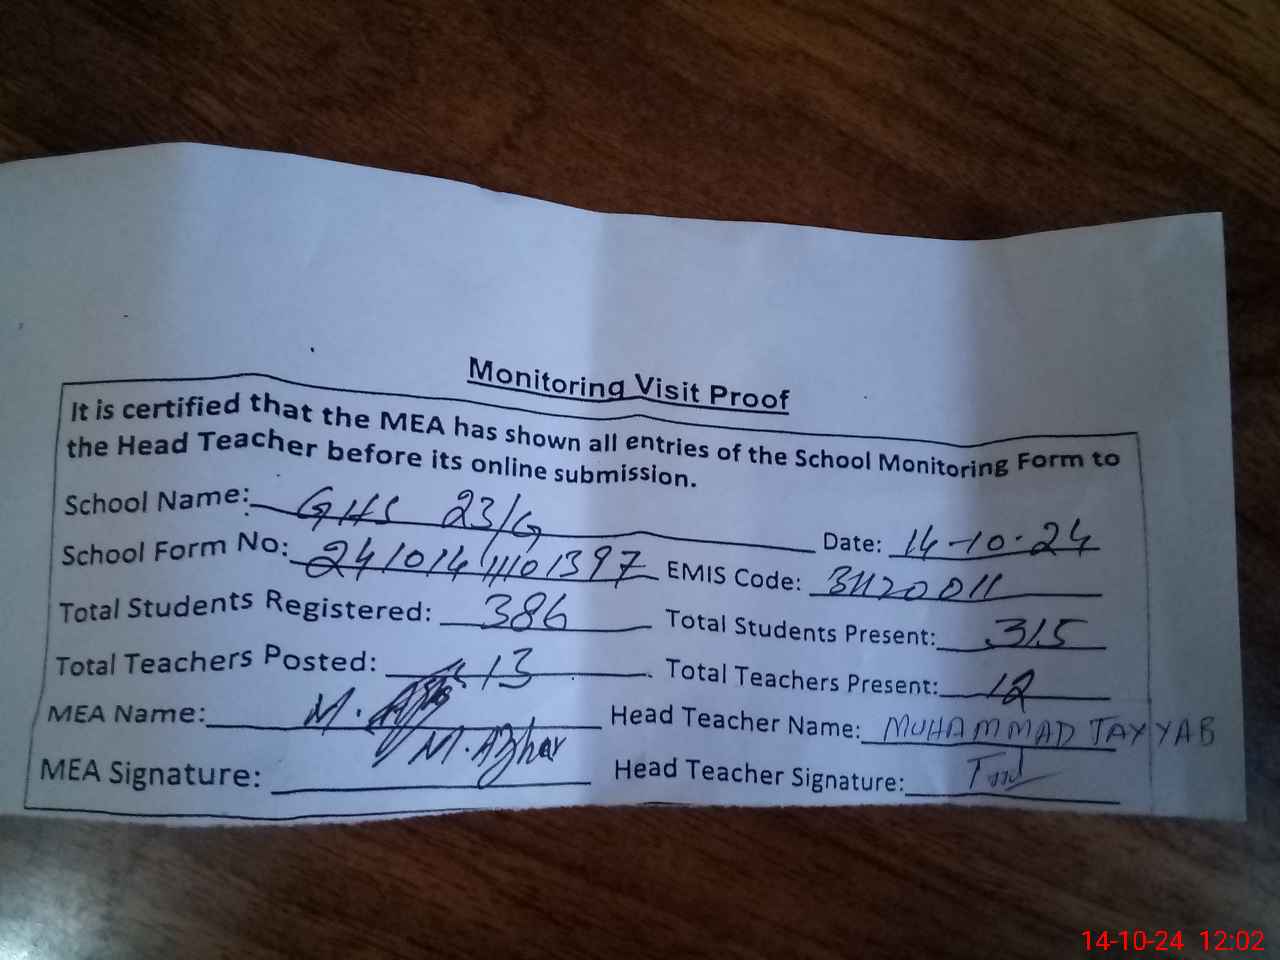 Monitoring Visit Proof
It is certified that the MEA has shown all entries of the School Monitoring Form to
the Head Teacher before its online submission.
School Name: GHS 23/G Date: 14-10-24
School Form No: EMIS Code: 31120011
Total Students Registered: 386 Total Students Present: 315
Total Teachers Posted: 13 Total Teachers Present: 12
MEA Name: M. Head Teacher Name: MUHAMMAD TAYYAB
M. Azhar
MEA Signature: Head Teacher Signature:
14-10-24 12:02